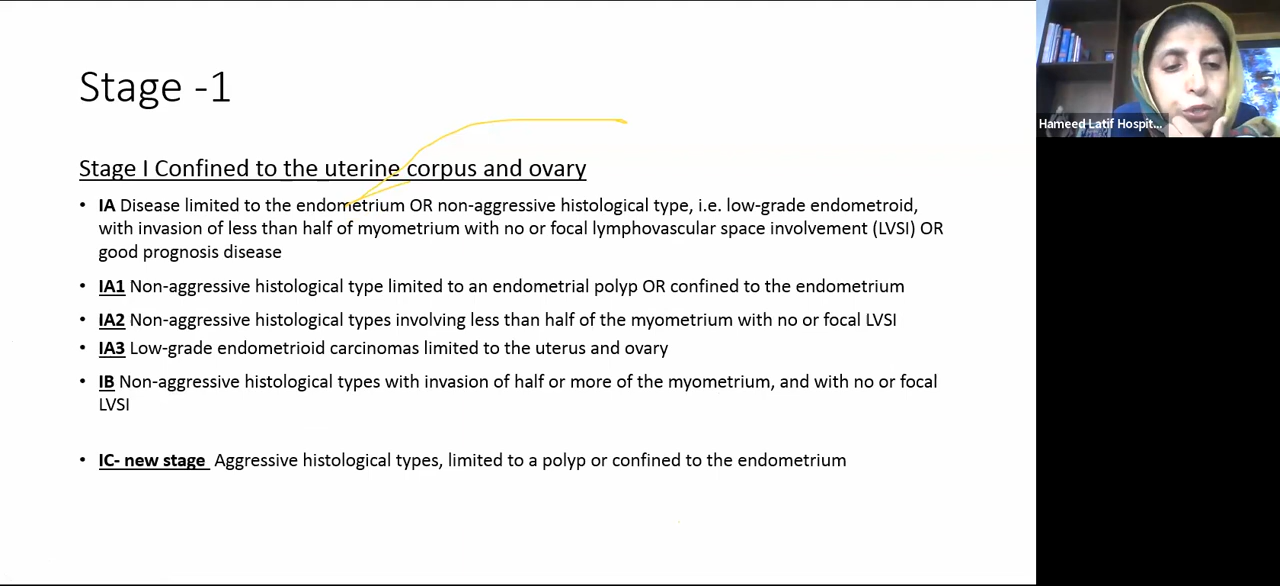 Stage -1
Stage I Confined to the uterine corpus and ovary
• IA Disease limited to the endometrium OR non-aggressive histological type, i.e. low-grade endometroid,
with invasion of less than half of myometrium with no or focal lymphovascular space involvement (LVSI) OR
good prognosis disease
• IA1 Non-aggressive histological type limited to an endometrial polyp OR confined to the endometrium
• IA2 Non-aggressive histological types involving less than half of the myometrium with no or focal LVSI
• IA3 Low-grade endometrioid carcinomas limited to the uterus and ovary
• IB Non-aggressive histological types with invasion of half or more of the myometrium, and with no or focal
LVSI
• IC- new stage Aggressive histological types, limited to a polyp or confined to the endometrium
Hameed Latif Hospit...